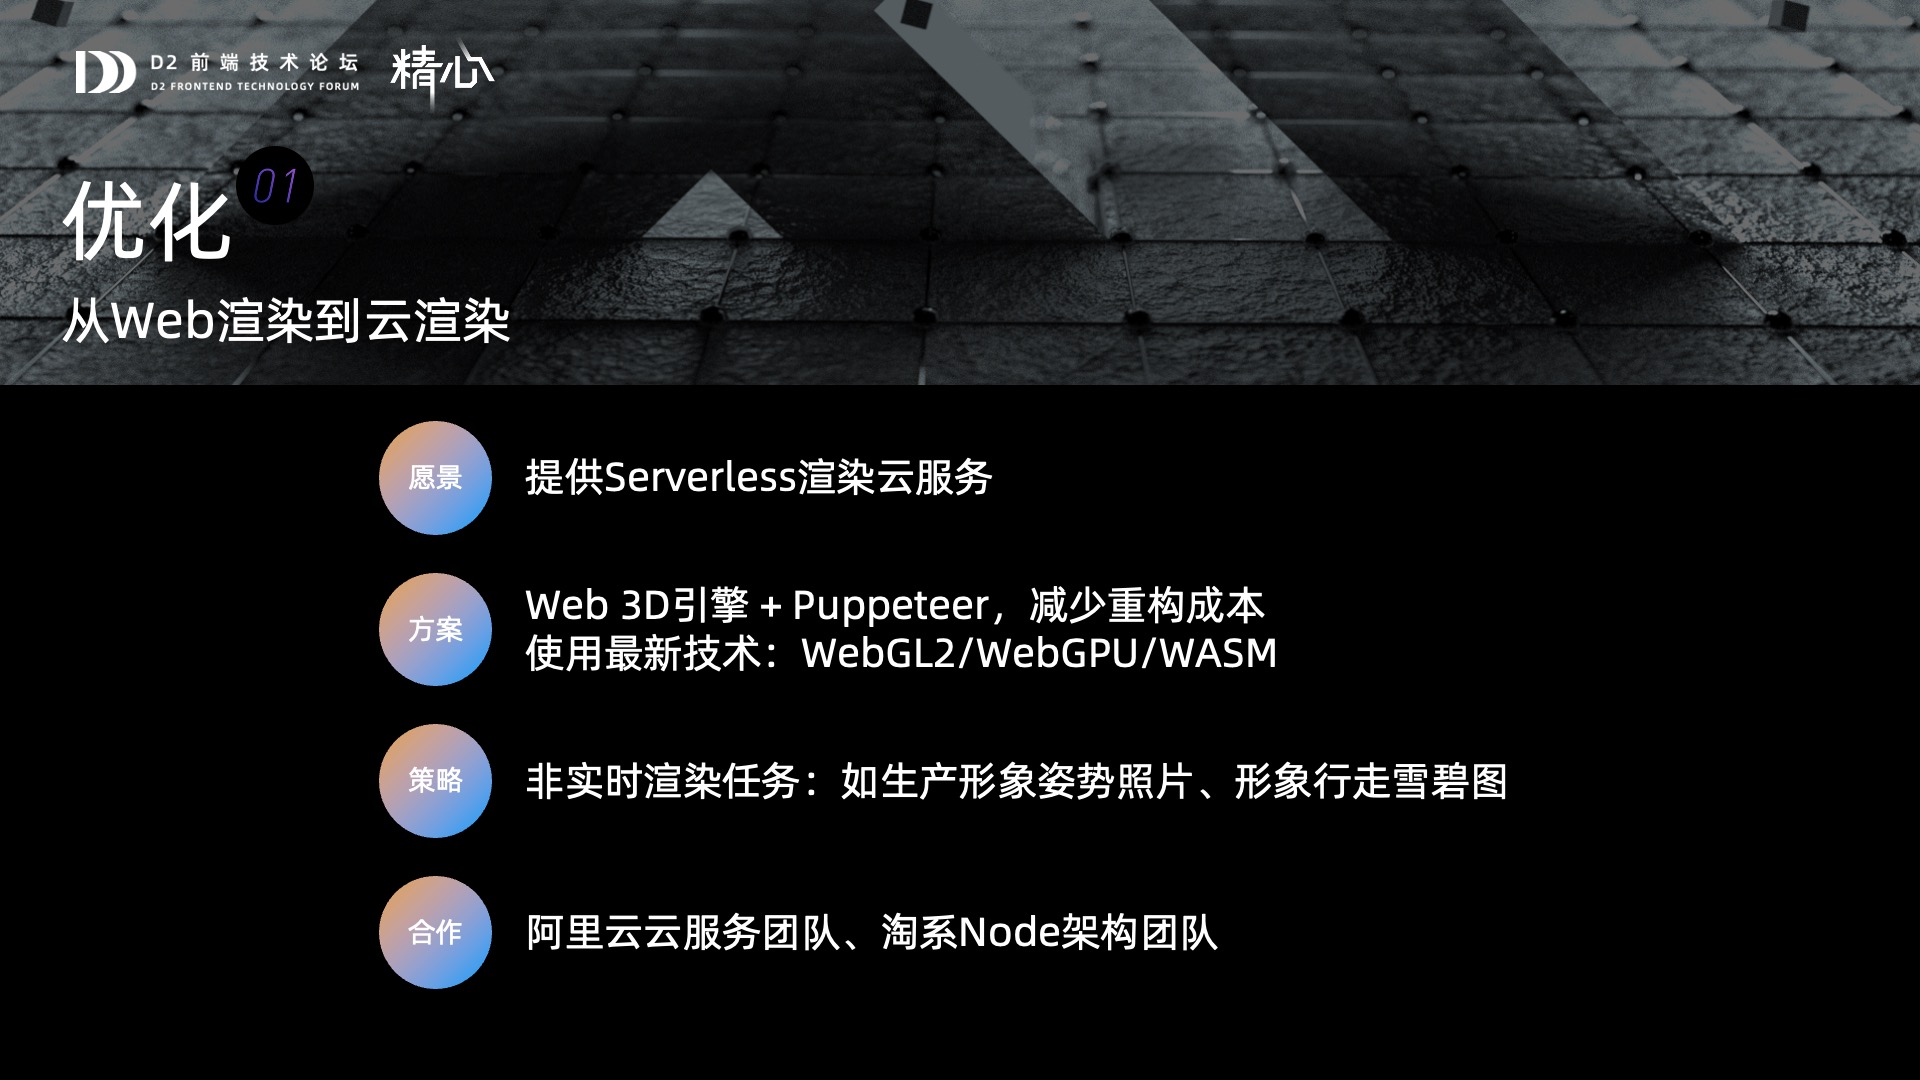 D2 前端技术论坛
D2 FRONTEND TECHNOLOGY FORUM
精心
优化
01
从Web渲染到云渲染
愿景
提供Serverless渲染云服务
方案
Web 3D引擎 + Puppeteer，减少重构成本
使用最新技术：WebGL2/WebGPU/WASM
策略
非实时渲染任务：如生产形象姿势照片、形象行走雪碧图
合作
阿里云云服务团队、淘系Node架构团队